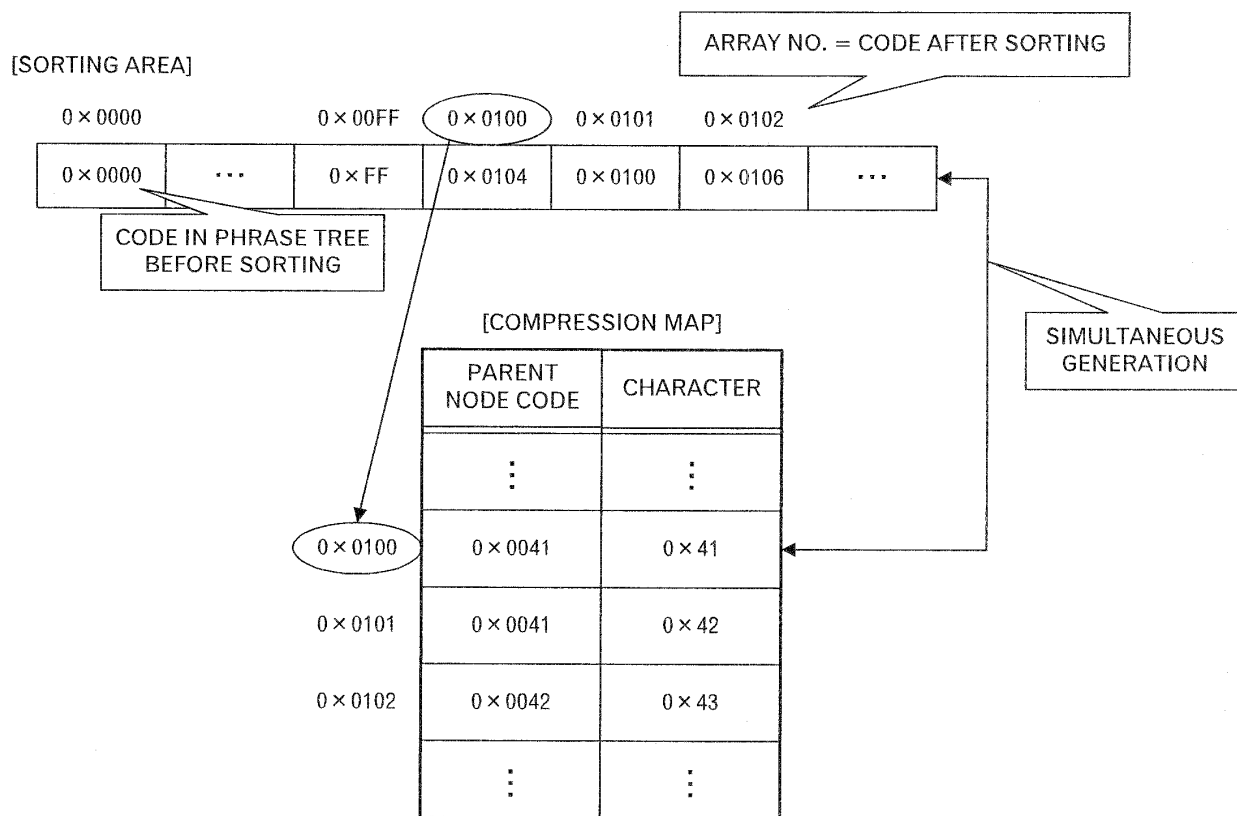 ARRAY NO. = CODE AFTER SORTING
[SORTING AREA]
0×0000 0×00FF 0×0100 0×0101 0×0102
0×0000 ... 0×FF 0×0104 0×0100 0×0106 ...
CODE IN PHRASE TREE
BEFORE SORTING
[COMPRESSION MAP]
SIMULTANEOUS
GENERATION
PARENT
NODE CODE
CHARACTER
⋮ ⋮
0×0100 0×0041 0×41
0×0101 0×0041 0×42
0×0102 0×0042 0×43
⋮ ⋮